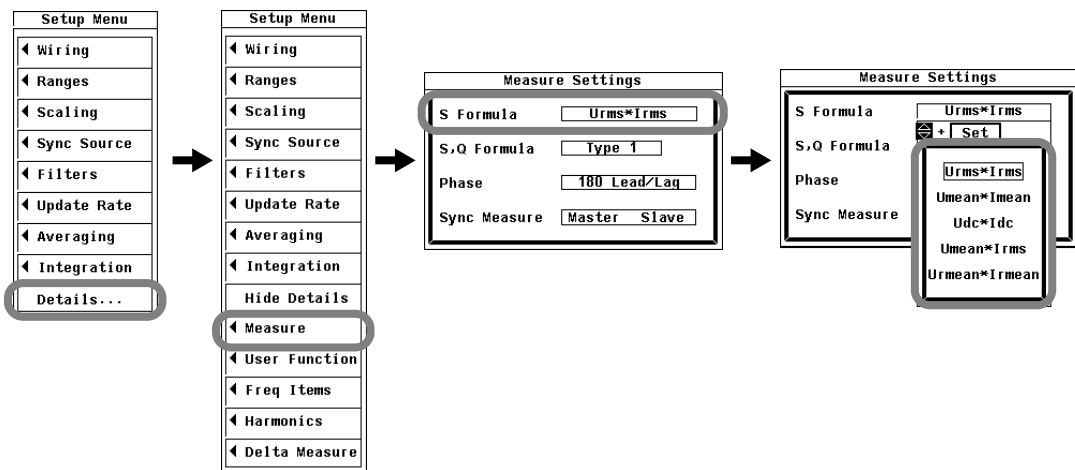 Setup Menu
Wiring
Ranges
Scaling
Sync Source
Filters
Update Rate
Averaging
Integration
Details...
Setup Menu
Wiring
Ranges
Scaling
Sync Source
Filters
Update Rate
Averaging
Integration
Hide Details
Measure
User Function
Freq Items
Harmonics
Delta Measure
Measure Settings
S Formula Urms*Irms
S,Q Formula Type 1
Phase 180 Lead/Lag
Sync Measure Master Slave
Measure Settings
S Formula Urms*Irms
+ Set
S,Q Formula
Phase
Sync Measure
Urms*Irms
Umean*Imean
Udc*Idc
Umean*Irms
Urmean*Irmean